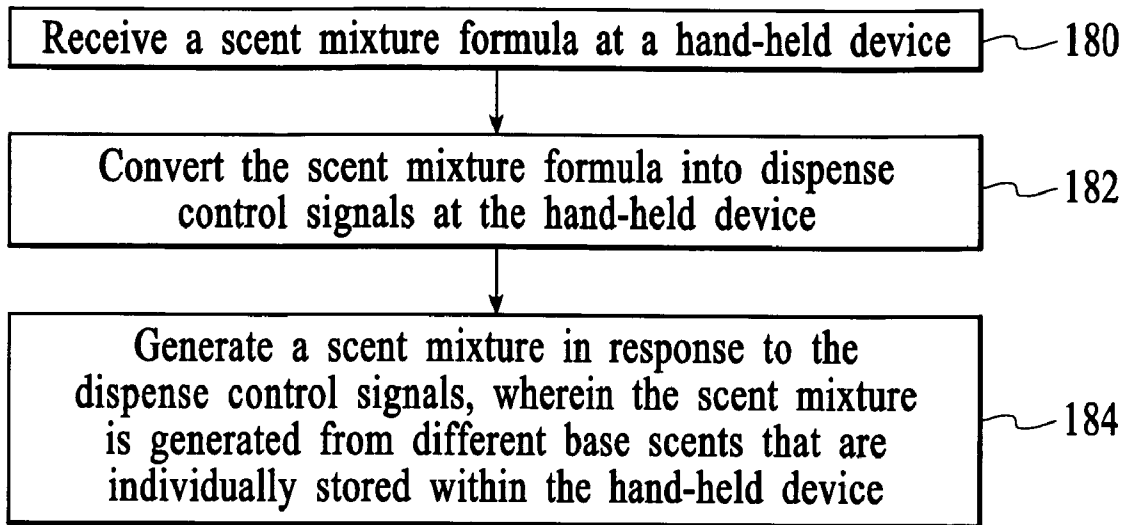 Receive a scent mixture formula at a hand-held device
180
Convert the scent mixture formula into dispense
control signals at the hand-held device
182
Generate a scent mixture in response to the
dispense control signals, wherein the scent mixture
is generated from different base scents that are
individually stored within the hand-held device
184